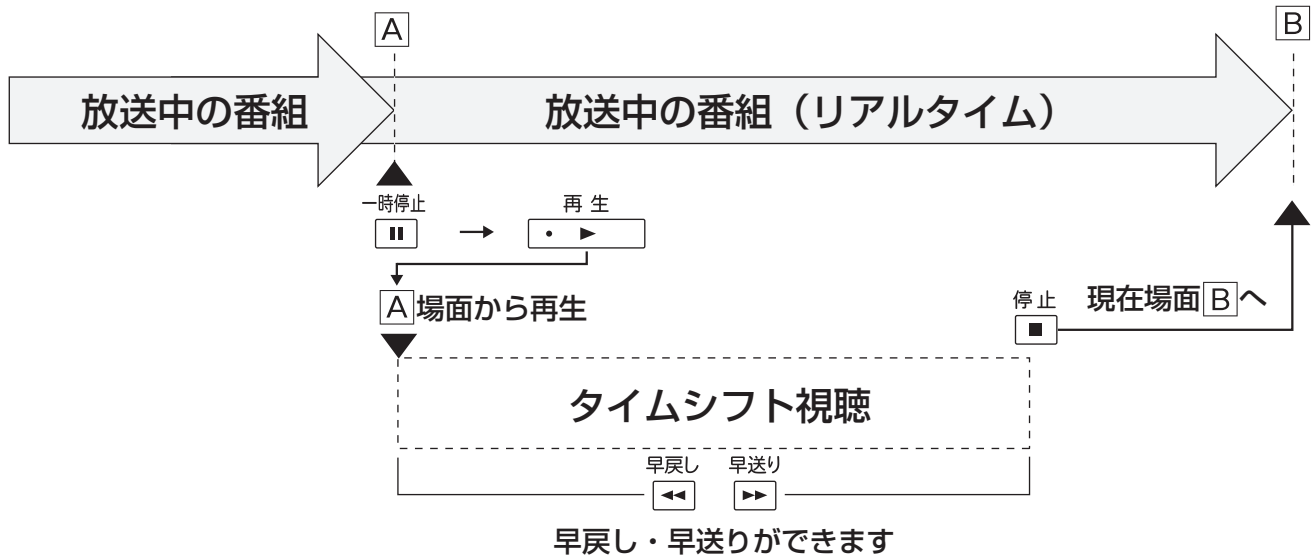 A
B
放送中の番組
放送中の番組(リアルタイム)
一時停止
再生
A場面から再生
停止
現在場面Bへ
タイムシフト視聴
早戻し
早送り
早戻し・早送りができます